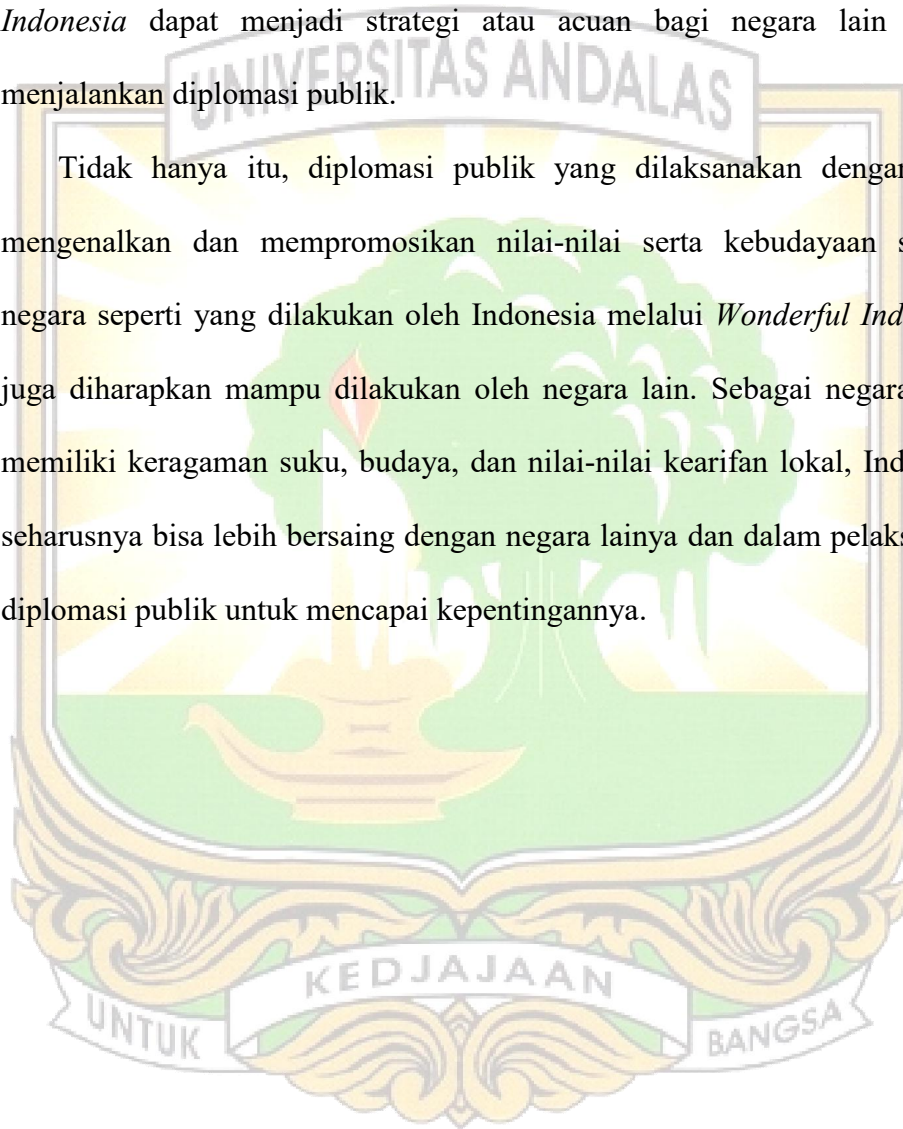 Indonesia dapat menjadi strategi atau acuan bagi negara lain
UNIVERSITAS ANDALAS
menjalankan diplomasi publik.
Tidak hanya itu, diplomasi publik yang dilaksanakan
mengenalkan dan mempromosikan nilai-nilai serta kebudayaan
negara seperti yang dilakukan oleh Indonesia melalui Wonderful
juga diharapkan mampu dilakukan oleh negara lain. Sebagai negara
memiliki keragaman suku, budaya, dan nilai-nilai kearifan lokal,
seharusnya bisa lebih bersaing dengan negara lainya dan dalam
diplomasi publik untuk mencapai kepentingannya.
KEDJAJAAN
UNTUK
BANGSA